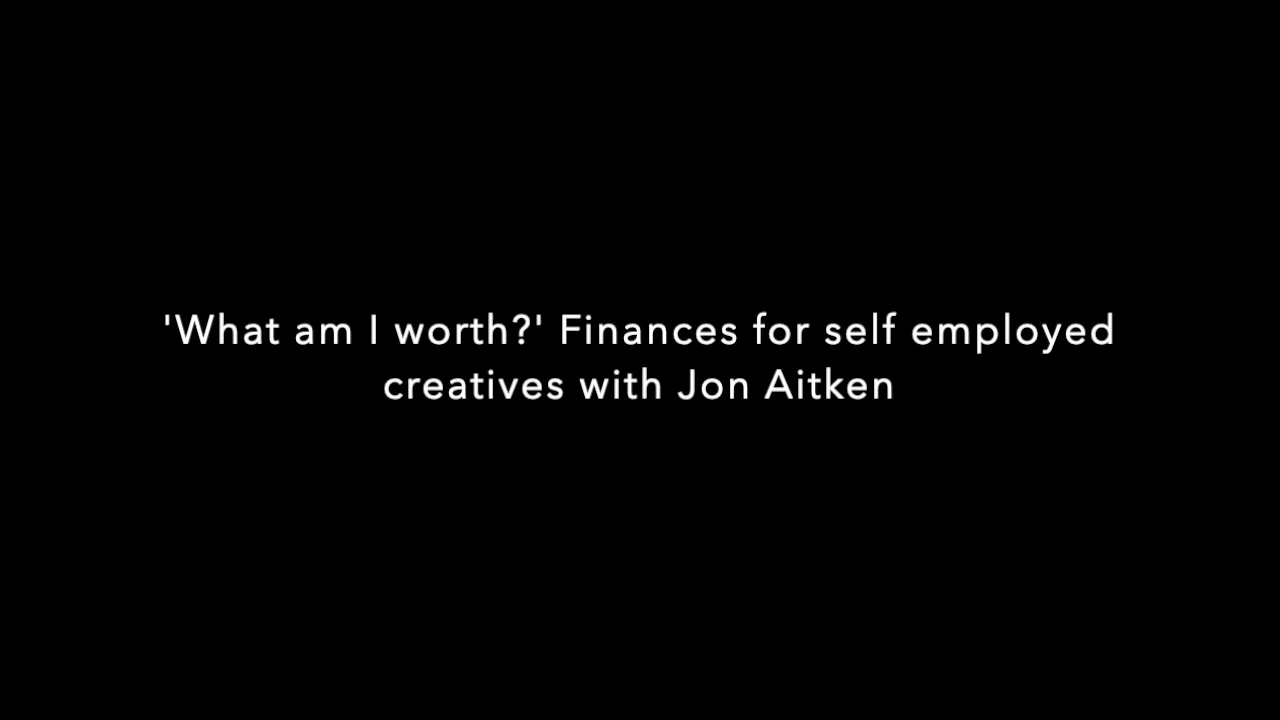 'What am I worth?' Finances for self employed
creatives with Jon Aitken